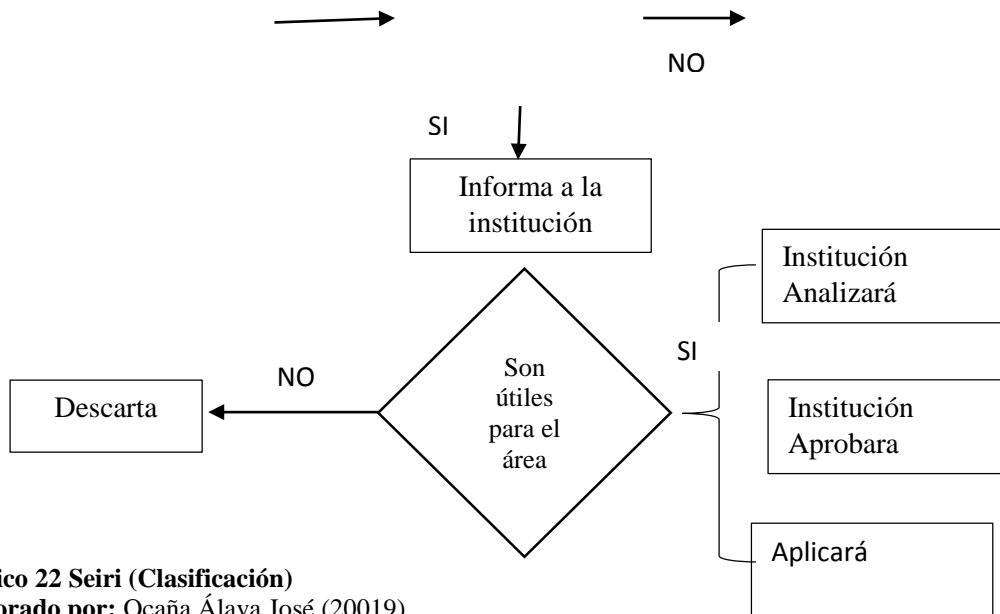 NO
SI
Informa a la
institución
Institución
Analizará
SI
Son
útiles
para el
área
NO
Descarta
Institución
Aprobara
Aplicará
ico 22 Seiri (Clasificación)
orado por: Ocaña Álava José (20019)